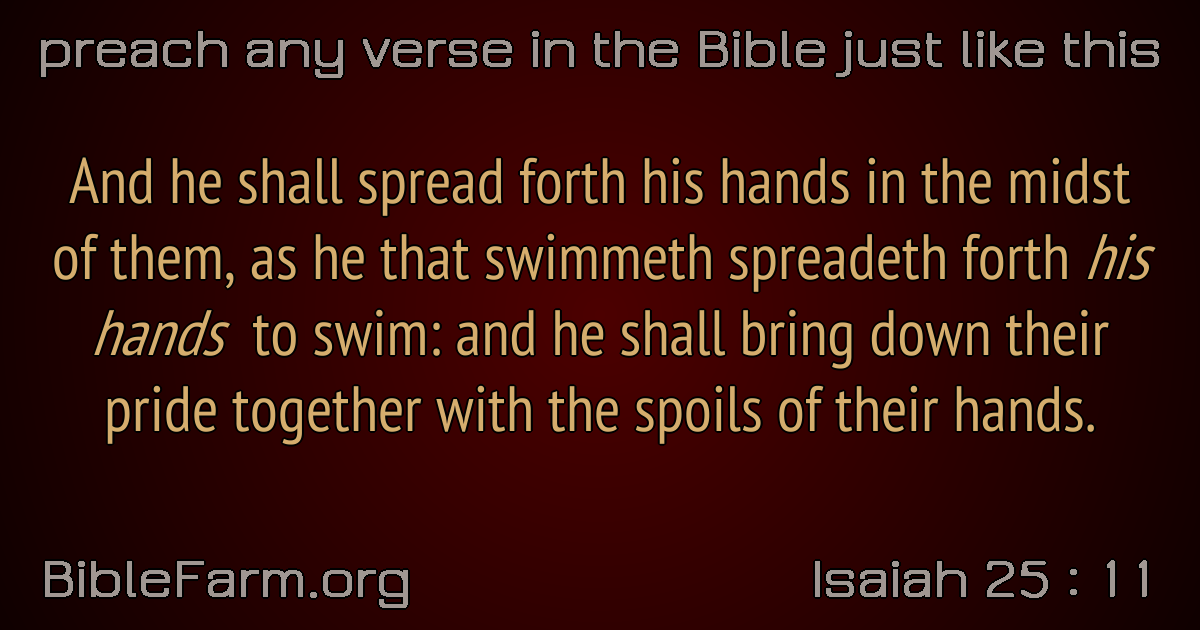 preach any verse in the Bible just like this
And he shall spread forth his hands in the midst
of them, as he that swimmeth spreadeth forth his
hands to swim: and he shall bring down their
pride together with the spoils of their hands.
BibleFarm.org
Isaiah 25 : 11